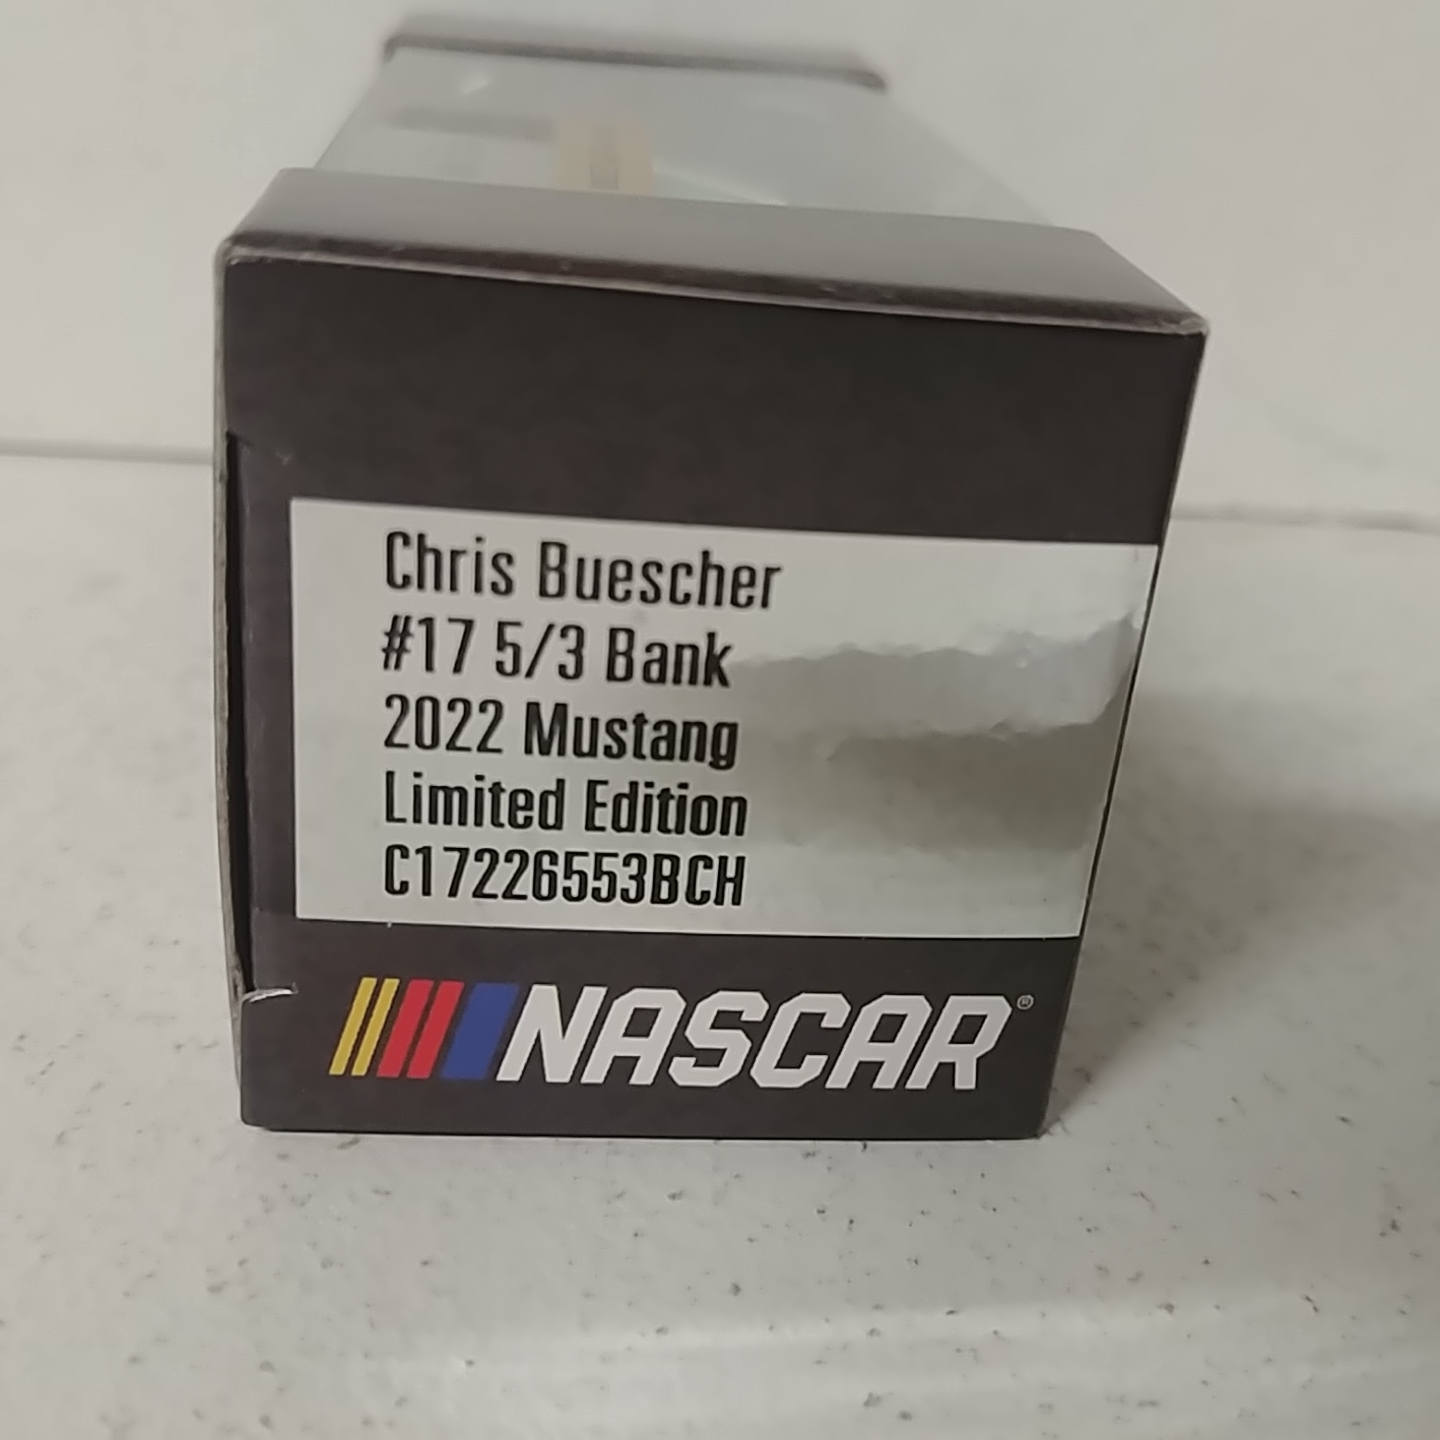 Chris Buescher
#17 5/3 Bank
2022 Mustang
Limited Edition
C17226553BCH
NASCAR®